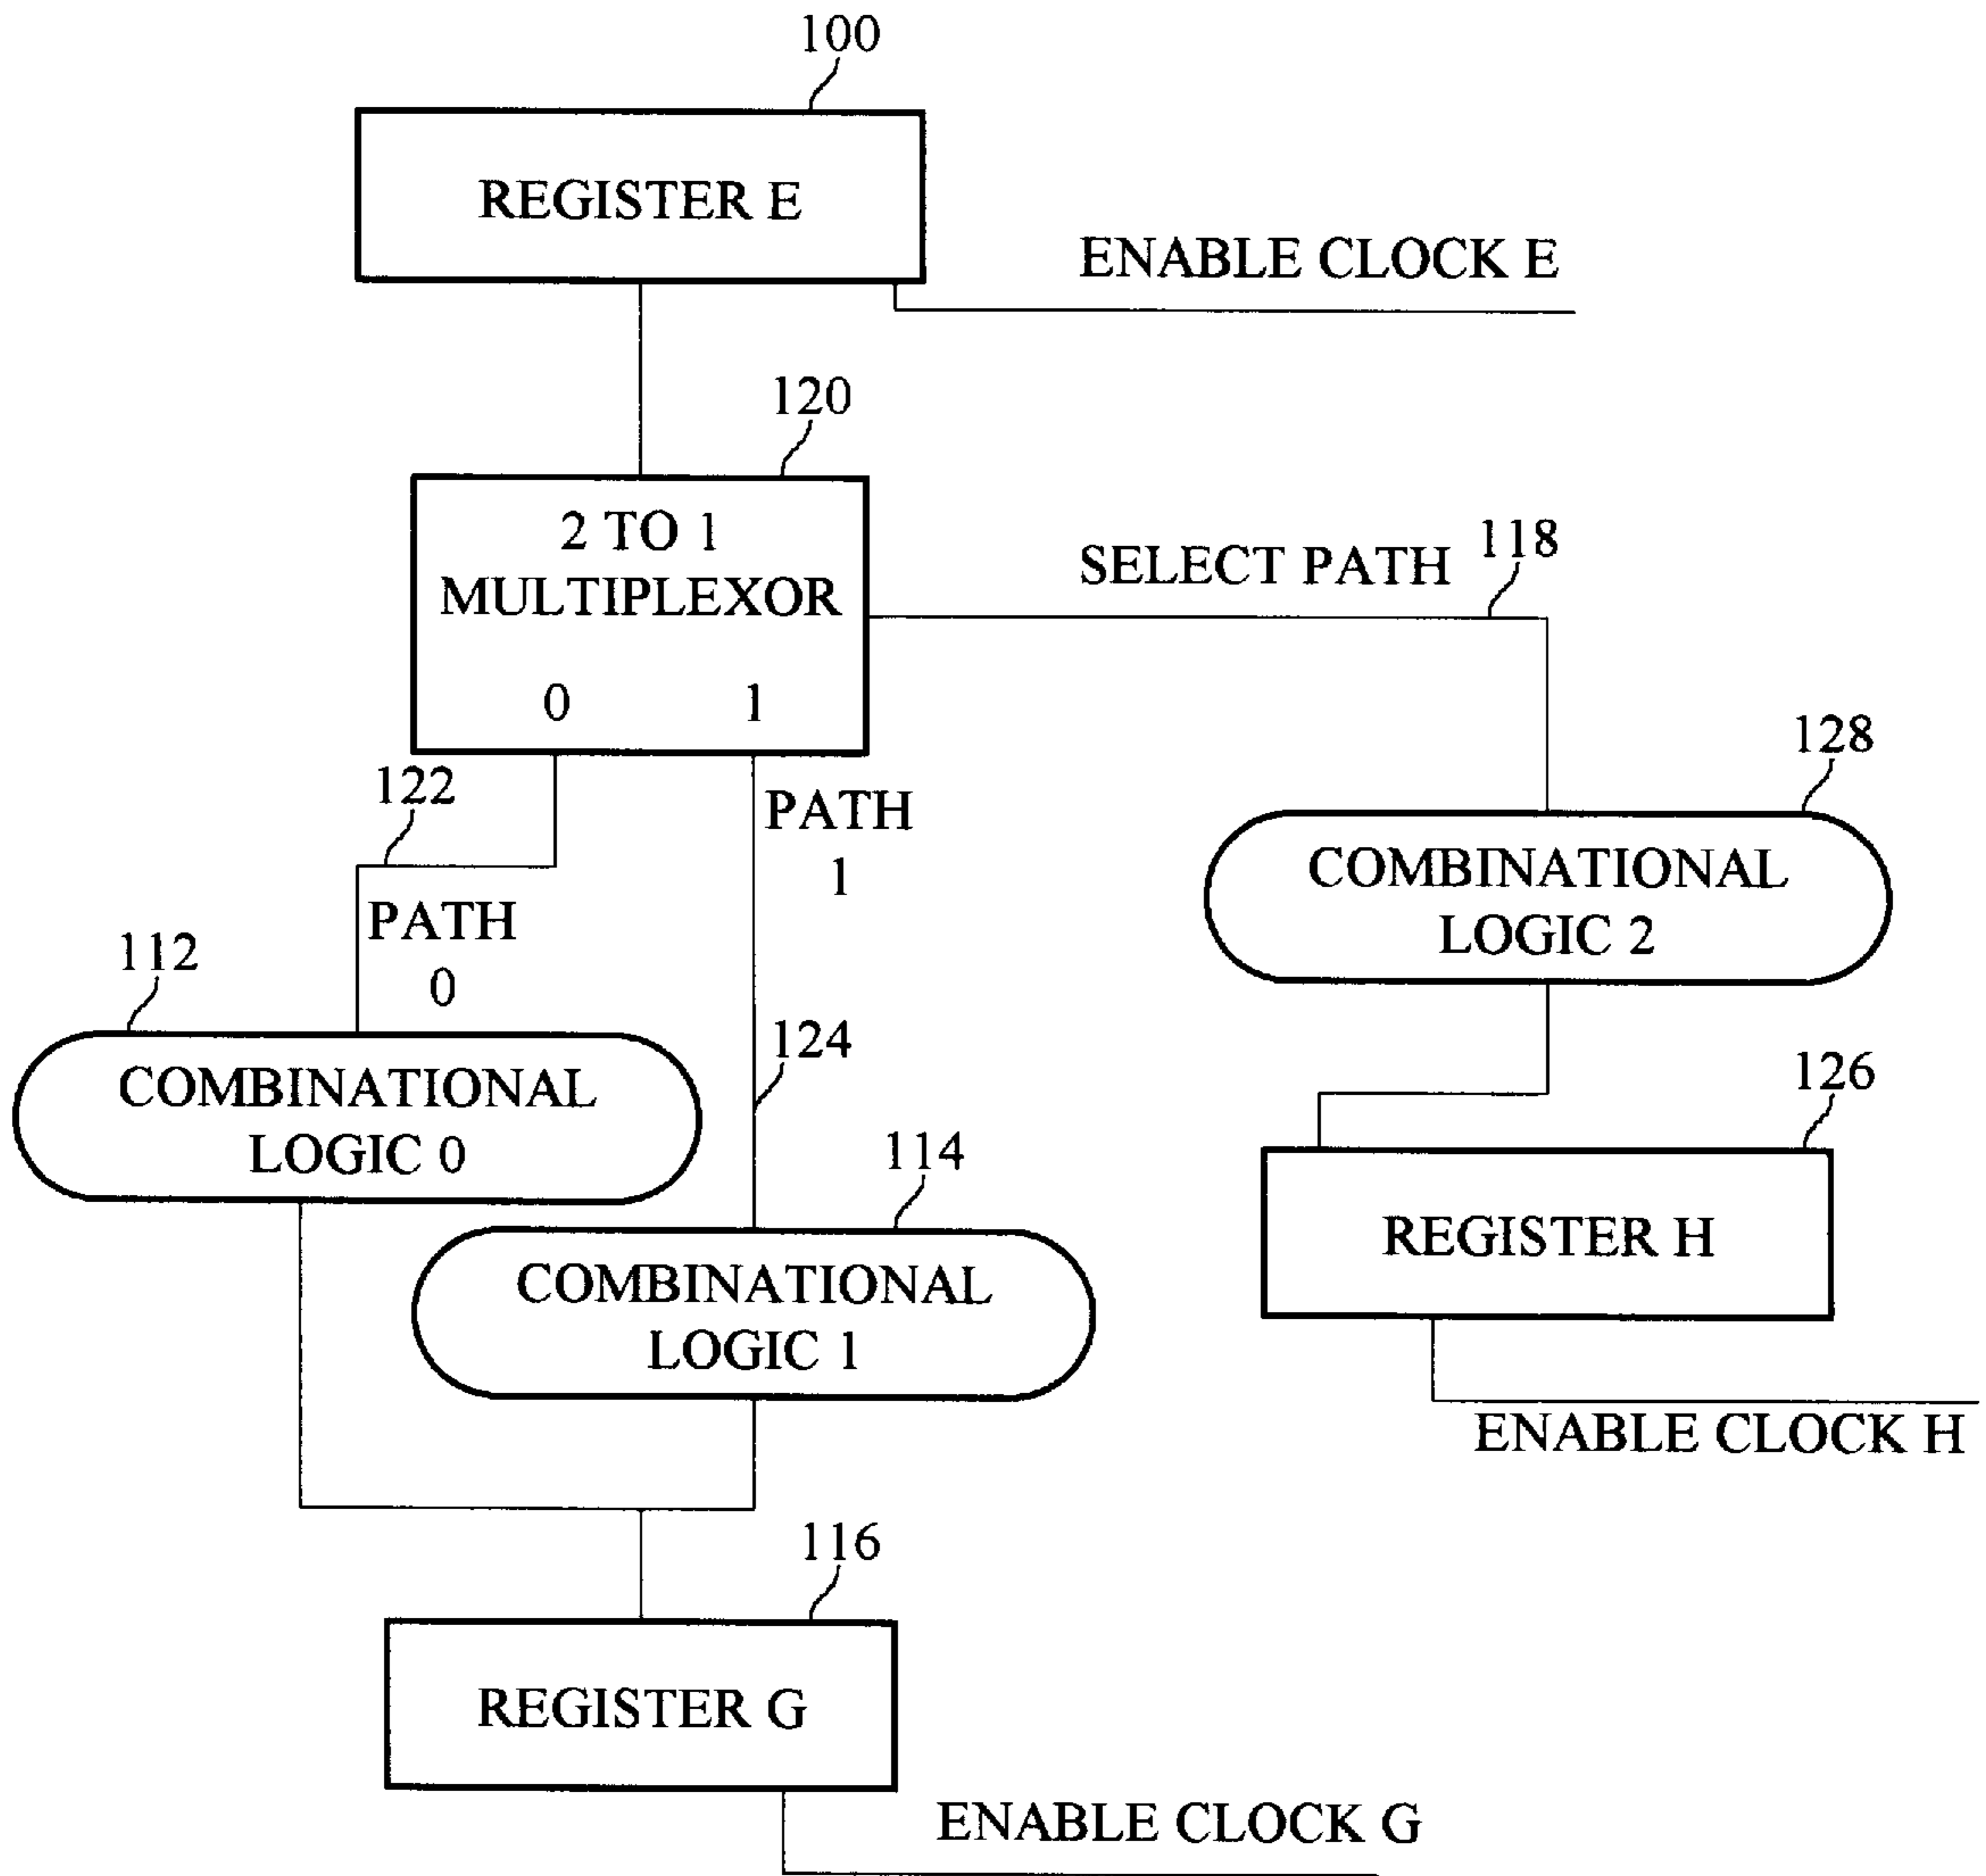 100
REGISTER E
ENABLE CLOCK E
120
2 TO 1
MULTIPLEXOR
0 1
SELECT PATH 118
122
PATH
1
128
COMBINATIONAL
LOGIC 2
PATH
0
112
COMBINATIONAL
LOGIC 0
124
126
REGISTER H
114
COMBINATIONAL
LOGIC 1
ENABLE CLOCK H
116
REGISTER G
ENABLE CLOCK G